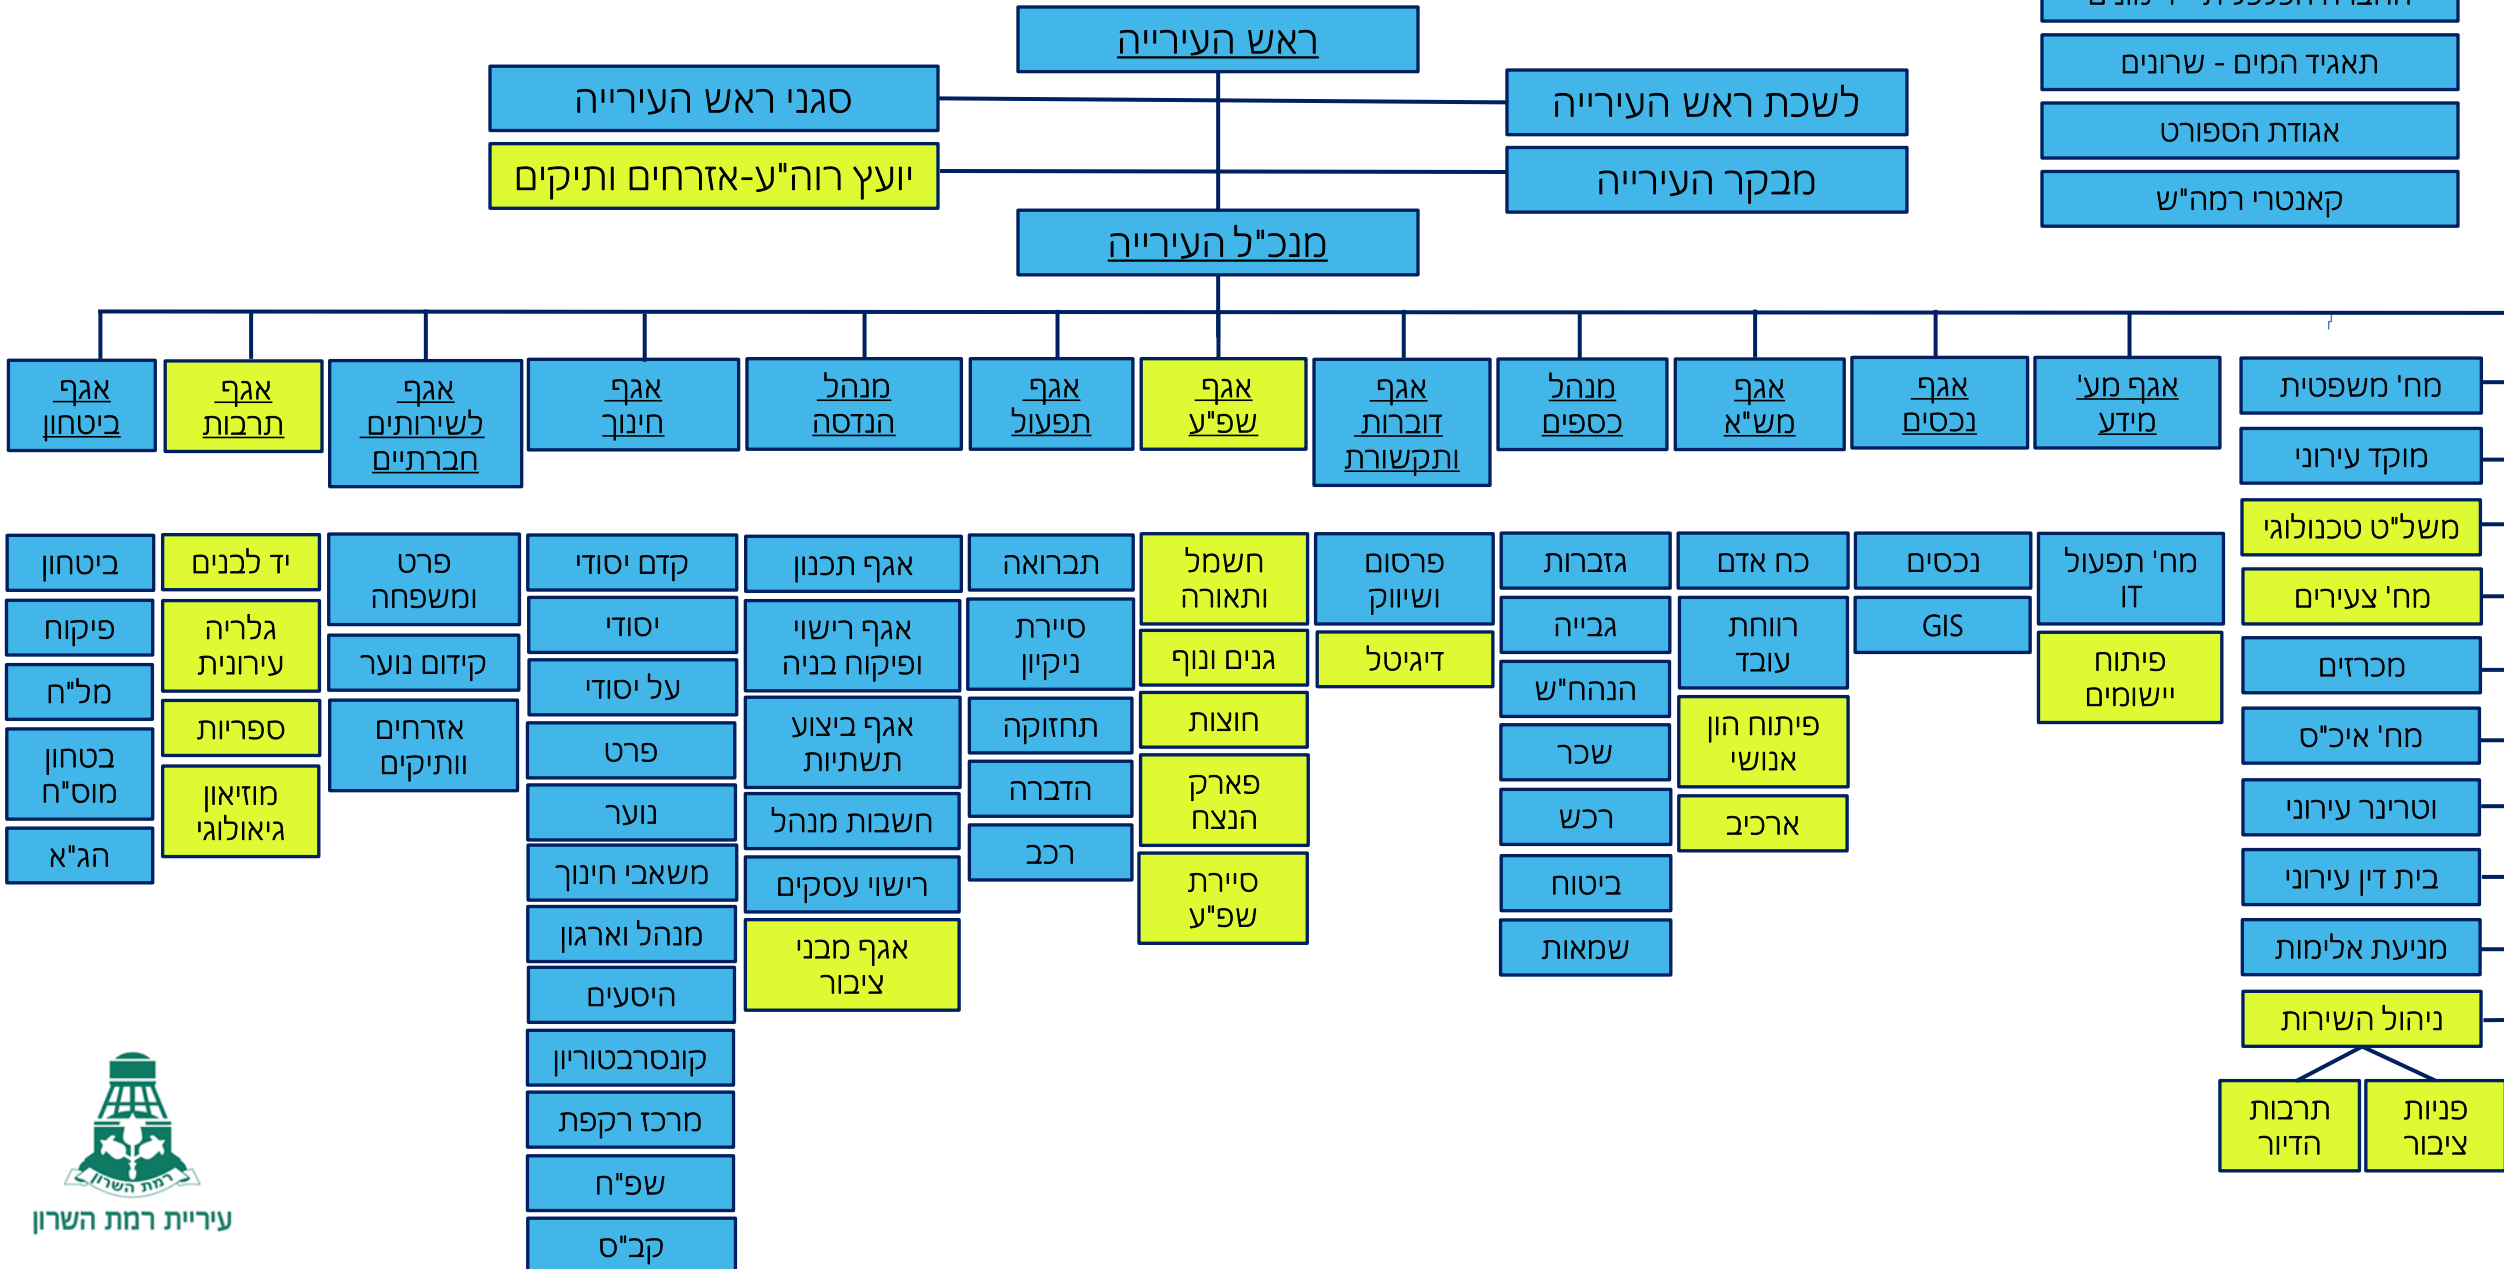 ראש העירייה
סגני ראש העירייה
לשכת ראש העירייה
יועץ רוה"ע-אזרחים ותיקים
מבקר העירייה
מנכ"ל העירייה
תאגיד המים - שרונים
אגודת הספורט
קאנטרי רמה"ש
מח' משפטית
מוקד עירוני
משל"ט טכנולוגי
מח' צעירים
מכרזים
מח' איכ"ס
וטרינר עירוני
בית דין עירוני
מניעת אלימות
ניהול השירות
פניות
ציבור
תרבות
הדיור
אגף מע'
מידע
מח' תפעול
IT
פיתוח
יישומים
אגף
נכסים
נכסים
GIS
אגף
מש"א
כח אדם
רווחת
עובד
פיתוח הון
אנושי
ארכיב
מנהל
כספים
גזברות
גבייה
הנהח"ש
שכר
רכש
ביטוח
שמאות
אגף
דוברות
ותקשורת
פרסום
ושיווק
דיגיטל
אגף
שפ"ע
חשמל
ותאורה
גנים ונוף
חוצות
פארק
הנצח
סיירת
שפ"ע
אגף
תפעול
תברואה
סיירת
ניקיון
תחזוקה
הדברה
רכב
מנהל
הנדסה
אגף תכנון
אגף רישוי
ופיקוח בניה
אגף ביצוע
תשתיות
חשבות מנהל
רישוי עסקים
אגף מבני
ציבור
אגף
חינוך
קדם יסודי
יסודי
על יסודי
פרט
נוער
משאבי חינוך
מנהל וארגון
היסעים
קונסרבטוריון
מרכז רקפת
שפ"ח
קב"ס
אגף
לשירותים
חברתיים
פרט
ומשפחה
קידום נוער
אזרחים
וותיקים
אגף
תרבות
יד לבנים
גלריה
עירונית
ספריות
מוזיאון
גיאולוגי
אגף
ביטחון
ביטחון
פיקוח
מל"ח
בטחון
מוס"ח
הג"א
רמת השרון
עיריית רמת השרון